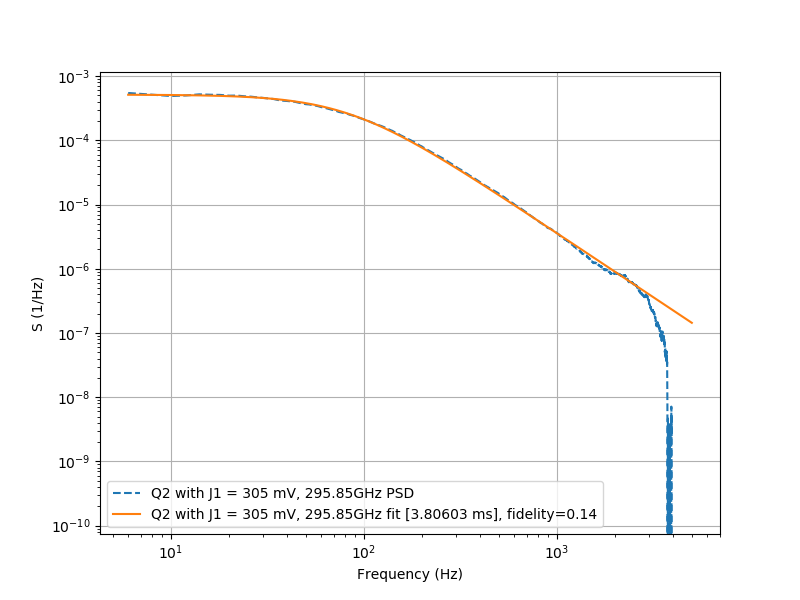 10⁻³
10⁻⁴
10⁻⁵
10⁻⁶
10⁻⁷
10⁻⁸
10⁻⁹
10⁻¹⁰
S (1/Hz)
Q2 with J1 = 305 mV, 295.85GHz PSD
Q2 with J1 = 305 mV, 295.85GHz fit [3.80603 ms], fidelity=0.14
10¹ 10² 10³
Frequency (Hz)